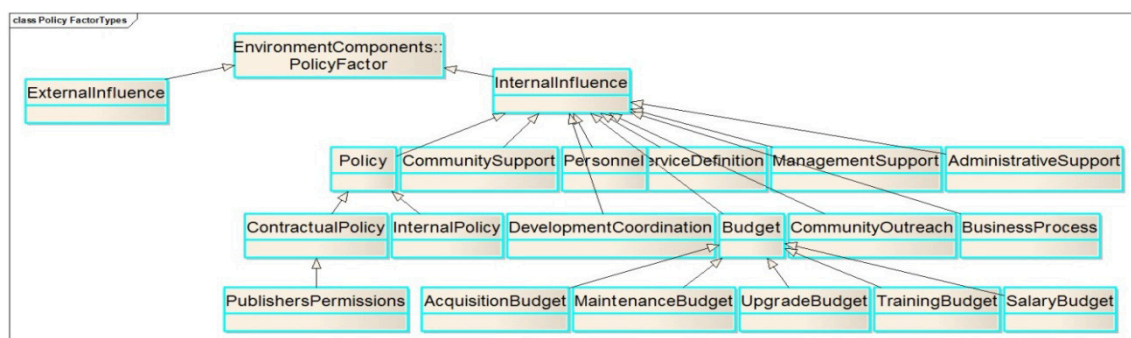 class Policy FactorTypes
EnvironmentComponents::
PolicyFactor
ExternalInfluence
InternalInfluence
Policy
CommunitySupport
Personnel
erviceDefinition
ManagementSupport
AdministrativeSupport
ContractualPolicy
InternalPolicy
DevelopmentCoordination
Budget
CommunityOutreach
BusinessProcess
PublishersPermissions
AcquisitionBudget
MaintenanceBudget
UpgradeBudget
TrainingBudget
SalaryBudget